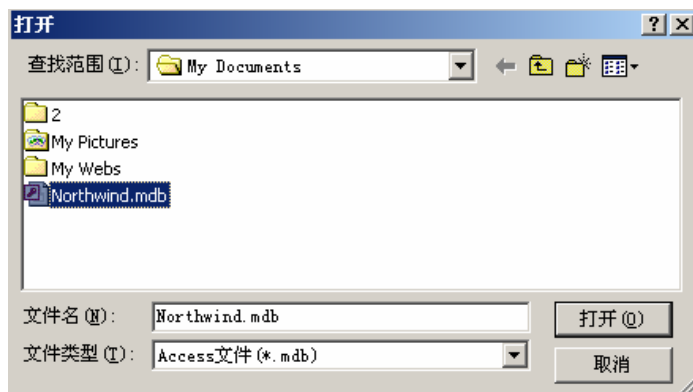 打开
查找范围(I): My Documents
2
My Pictures
My Webs
Northwind.mdb
文件名(N): Northwind.mdb 打开(O)
文件类型(T): Access文件(*.mdb) 取消